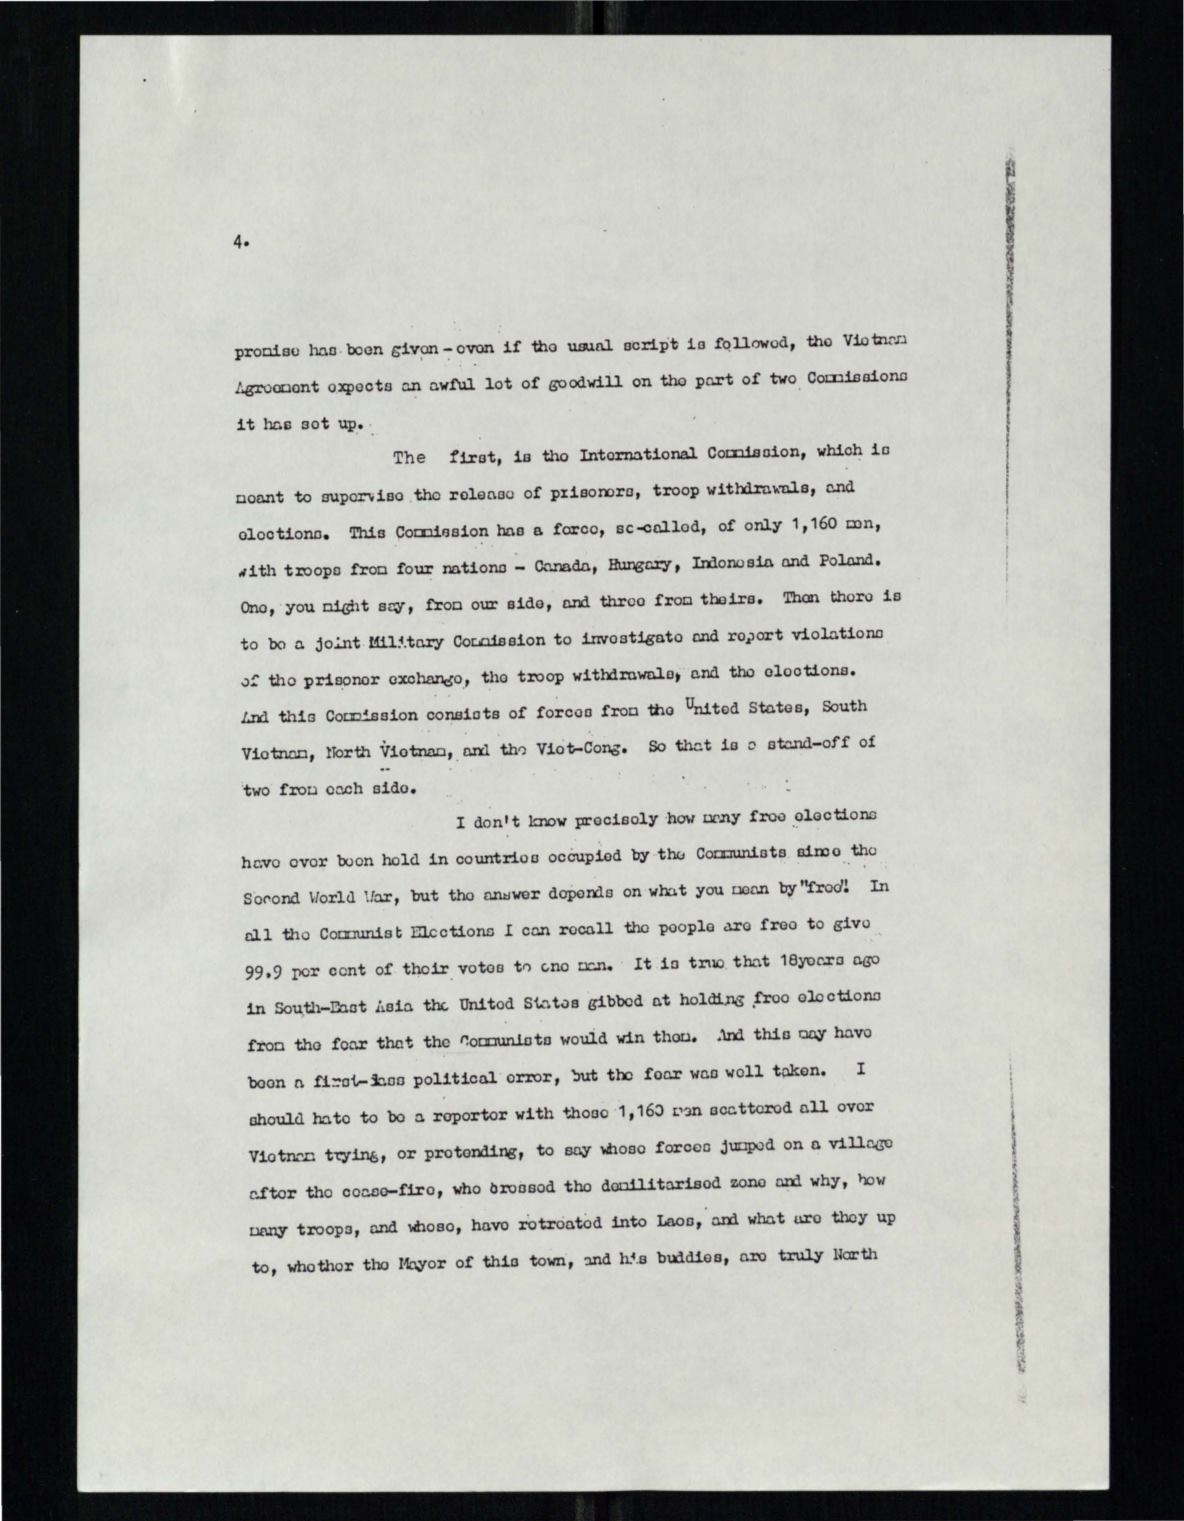 4.
promise has been given - even if the usual script is followed, the Vietnam
Agreement expects an awful lot of goodwill on the part of two Commissions
it has set up.
The first, is the International Commission, which is
meant to supervise the release of prisoners, troop withdrawals, and
elections. This Commission has a force, so-called, of only 1,160 men,
with troops from four nations - Canada, Hungary, Indonesia and Poland.
One, you might say, from our side, and three from theirs. Then there is
to be a joint Military Commission to investigate and report violations
of the prisoner exchange, the troop withdrawals, and the elections.
And this Commission consists of forces from the United States, South
Vietnam, North Vietnam, and the Viet-Cong. So that is a stand-off of
two from each side.
I don't know precisely how many free elections
have ever been held in countries occupied by the Communists since the
Second World War, but the answer depends on what you mean by "free". In
all the Communist Elections I can recall the people are free to give
99.9 per cent of their votes to one man. It is true that 18years ago
in South-East Asia the United States gibbed at holding free elections
from the fear that the Communists would win them. And this may have
been a first-lass political error, but the fear was well taken. I
should hate to be a reporter with those 1,160 men scattered all over
Vietnam trying, or pretending, to say whose forces jumped on a village
after the cease-fire, who crossed the demilitarised zone and why, how
many troops, and whose, have retreated into Laos, and what are they up
to, whether the Mayor of this town, and his buddies, are truly North